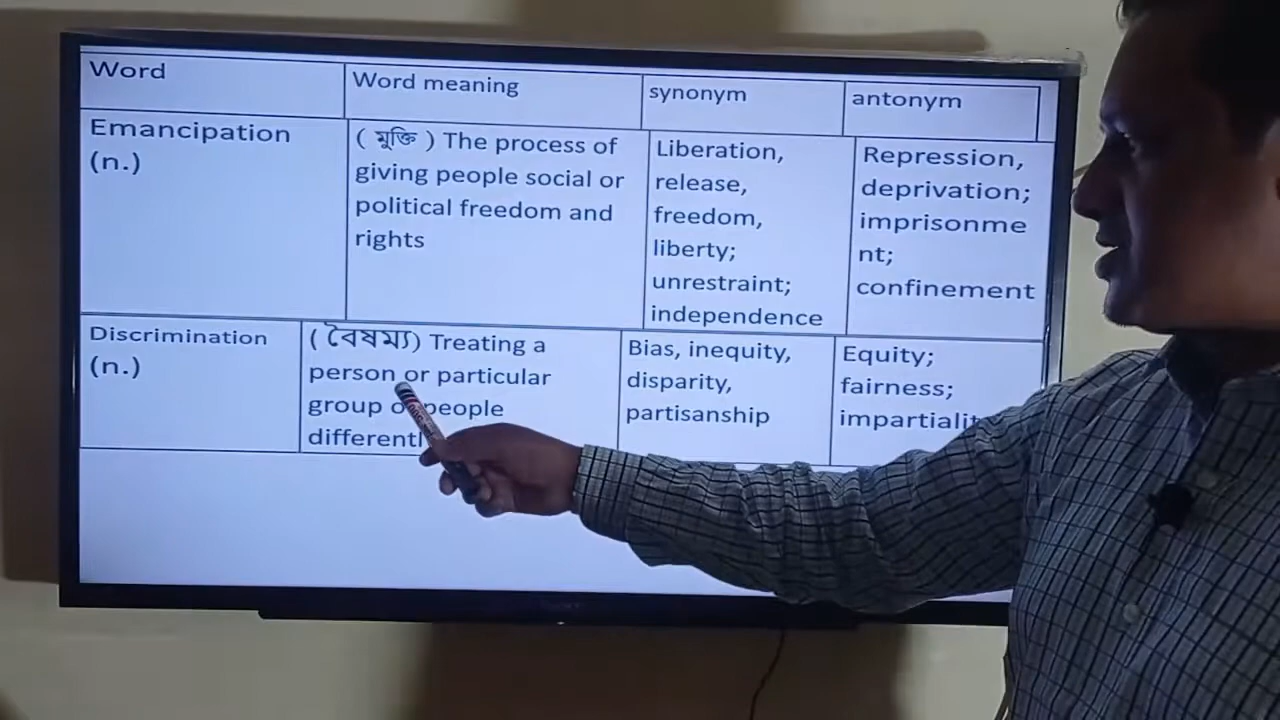 Word
Word meaning
synonym
antonym
Emancipation
(n.)
( মুক্তি ) The process of
giving people social or
political freedom and
rights
Liberation,
release,
freedom,
liberty;
unrestraint;
independence
Repression,
deprivation;
imprisonme
nt;
confinement
Discrimination
(n.)
( বৈষম্য) Treating a
person or particular
group people
Bias, inequity,
disparity,
partisanship
Equity;
fairness;